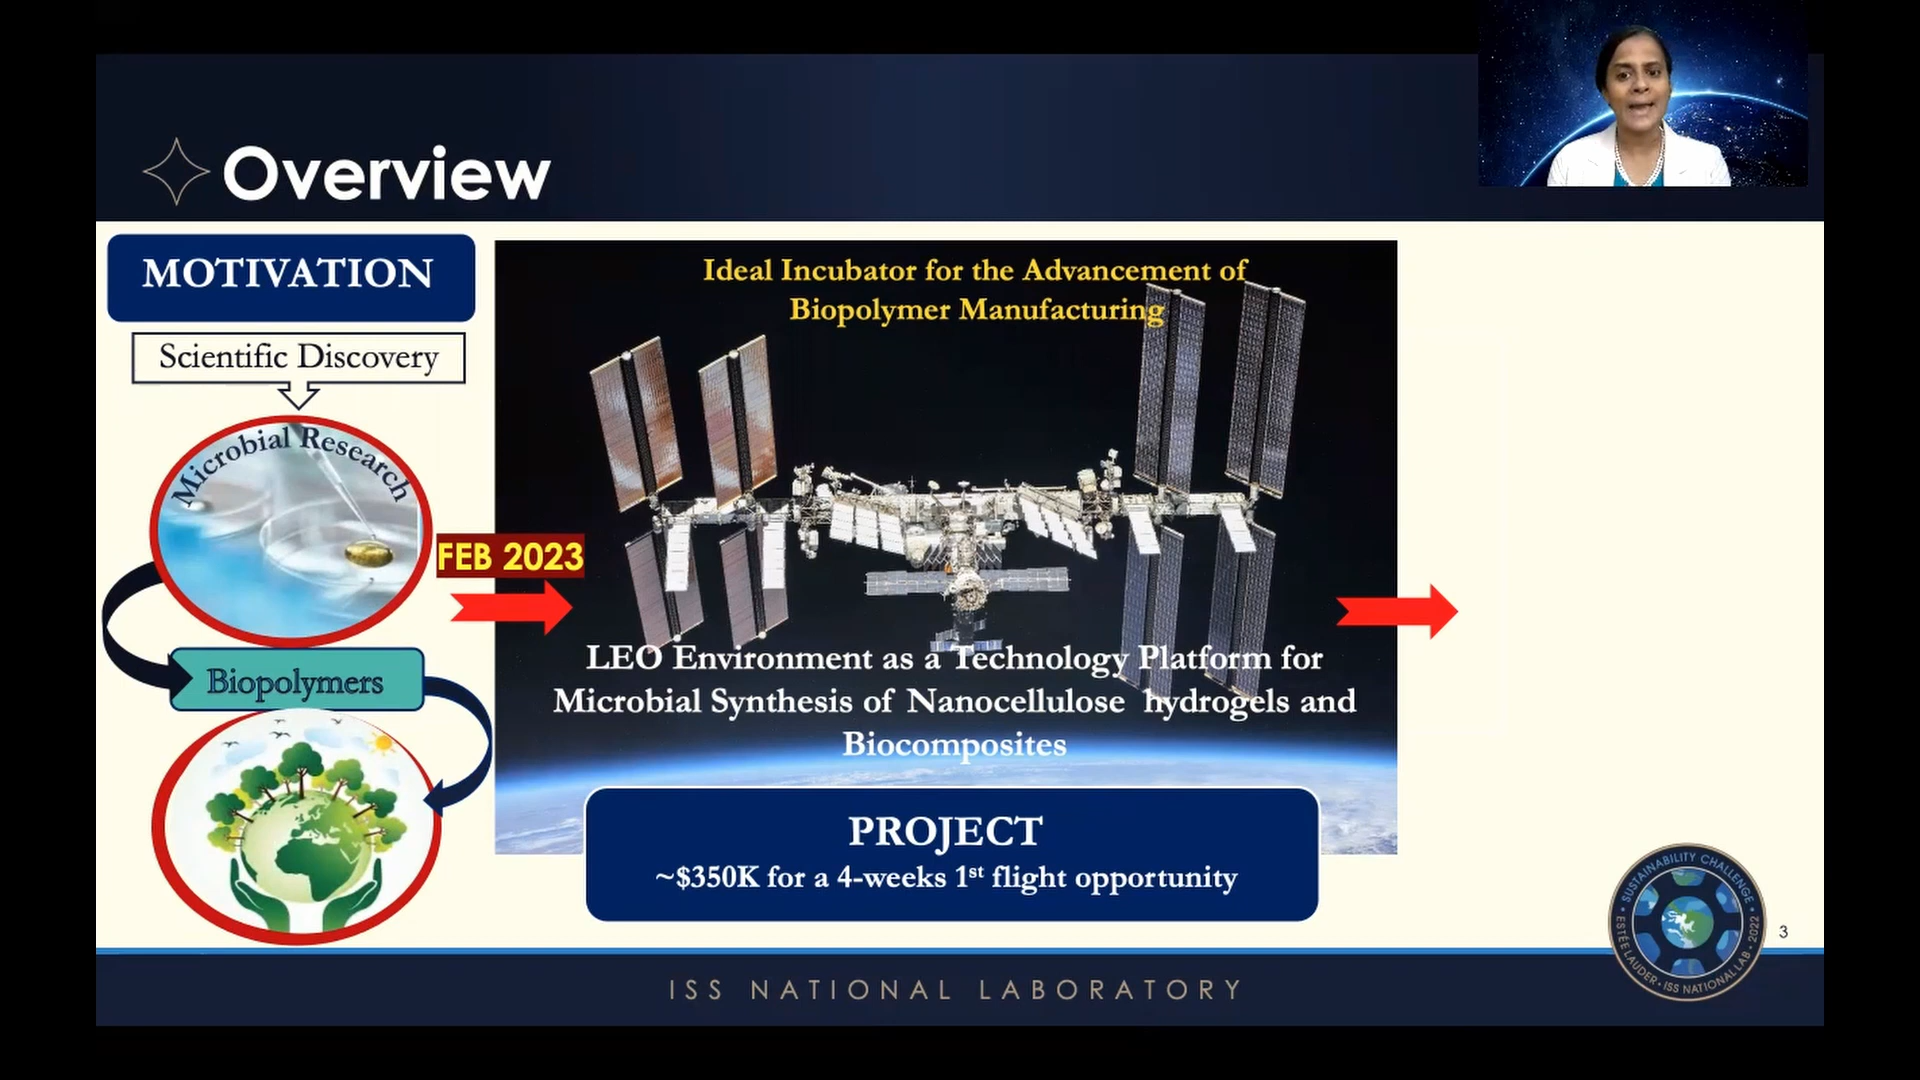 Overview
MOTIVATION
Scientific Discovery
Microbial Research
FEB 2023
Biopolymers
Ideal Incubator for the Advancement of
Biopolymer Manufacturing
LEO Environment as a Technology Platform for
Microbial Synthesis of Nanocellulose hydrogels and
Biocomposites
PROJECT
~$350K for a 4-weeks 1st flight opportunity
SUSTAINABILITY CHALLENGE
ESTÉE LAUDER • ISS NATIONAL LAB • 2022
3
ISS NATIONAL LABORATORY